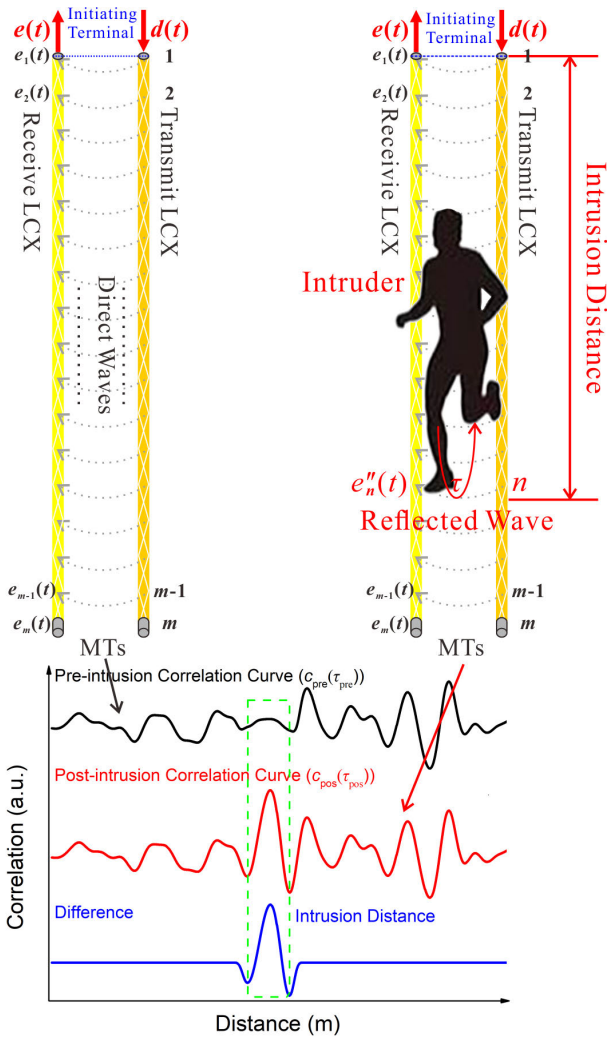 Initiating
Terminal
e(t)
d(t)
e₁(t)
1
e₂(t)
2
Receive LCX
Transmit LCX
Direct Waves
eₘ₋₁(t)
m-1
eₘ(t)
m
MTs
Initiating
Terminal
e(t)
d(t)
e₁(t)
1
e₂(t)
2
Receivie LCX
Transmit LCX
Intruder
Intrusion Distance
e″ₙ(t)
τ
n
Reflected Wave
eₘ₋₁(t)
m-1
eₘ(t)
m
MTs
Pre-intrusion Correlation Curve (c_pre(τ_pre))
Post-intrusion Correlation Curve (c_pos(τ_pos))
Difference
Intrusion Distance
Correlation (a.u.)
Distance (m)